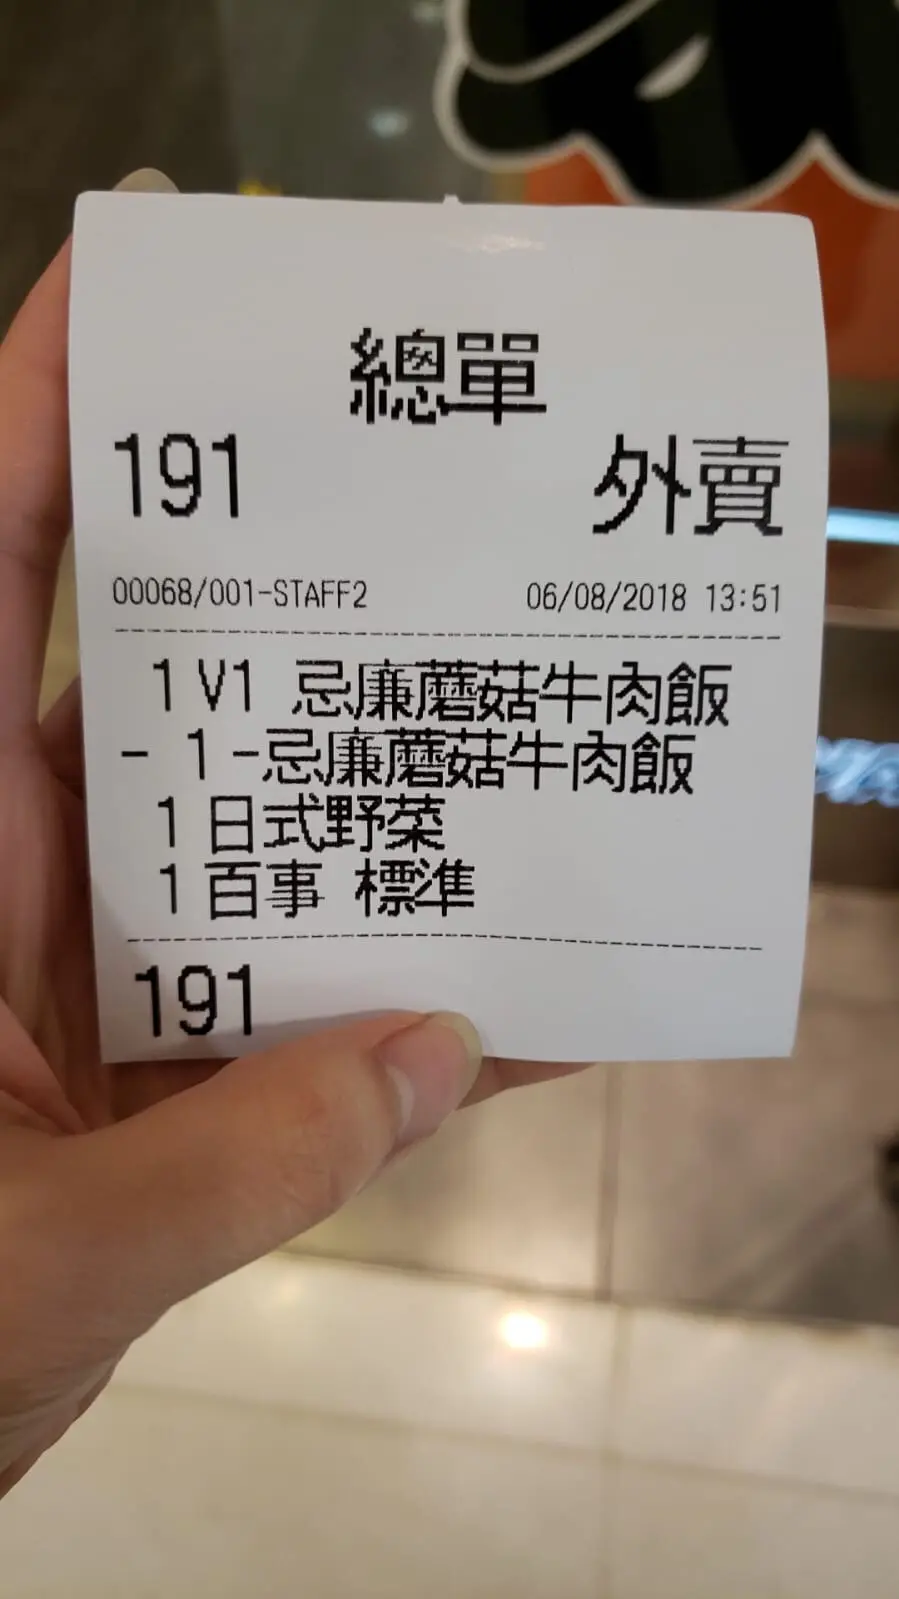 總單
191 外賣
00068/001-STAFF2 06/08/2018 13:51
1 V1 忌廉蘑菇牛肉飯
- 1 -忌廉蘑菇牛肉飯
1 日式野菜
1 百事 標準
191